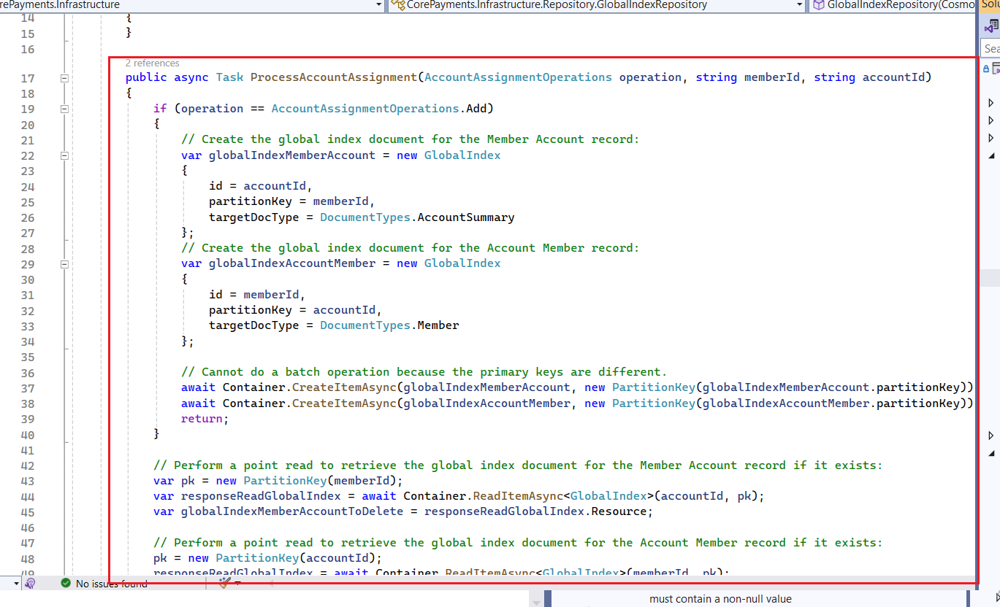 rePayments.Infrastructure CorePayments.Infrastructure.Repository.GlobalIndexRepository GlobalIndexRepository(Cosmo Solu
14 {
15 }
16
2 references
Sea
17 public async Task ProcessAccountAssignment(AccountAssignmentOperations operation, string memberId, string accountId)
18 {
19 if (operation == AccountAssignmentOperations.Add)
20 {
21 // Create the global index document for the Member Account record:
22 var globalIndexMemberAccount = new GlobalIndex
23 {
24 id = accountId,
25 partitionKey = memberId,
26 targetDocType = DocumentTypes.AccountSummary
27 };
28 // Create the global index document for the Account Member record:
29 var globalIndexAccountMember = new GlobalIndex
30 {
31 id = memberId,
32 partitionKey = accountId,
33 targetDocType = DocumentTypes.Member
34 };
35
36 // Cannot do a batch operation because the primary keys are different.
37 await Container.CreateItemAsync(globalIndexMemberAccount, new PartitionKey(globalIndexMemberAccount.partitionKey))
38 await Container.CreateItemAsync(globalIndexAccountMember, new PartitionKey(globalIndexAccountMember.partitionKey))
39 return;
40 }
41
42 // Perform a point read to retrieve the global index document for the Member Account record if it exists:
43 var pk = new PartitionKey(memberId);
44 var responseReadGlobalIndex = await Container.ReadItemAsync<GlobalIndex>(accountId, pk);
45 var globalIndexMemberAccountToDelete = responseReadGlobalIndex.Resource;
46
47 // Perform a point read to retrieve the global index document for the Account Member record if it exists:
48 pk = new PartitionKey(accountId);
49 responseReadGlobalIndex = await Container.ReadItemAsync<GlobalIndex>(memberId, pk);
No issues found
must contain a non-null value